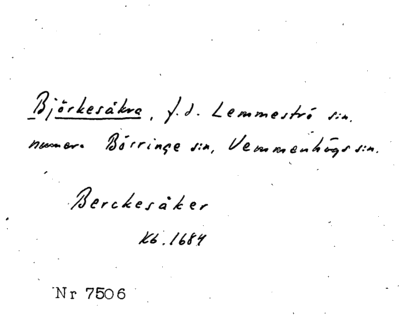 Björkesåkra, f.d. Lemmeströ sn.
numera Börringe sn, Vemmenhögs sn.
Berckesåker
Kb. 1684
Nr 7506